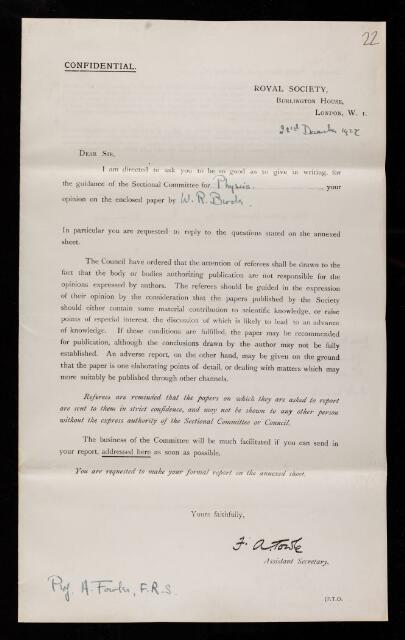 22
CONFIDENTIAL.
ROYAL SOCIETY,
BURLINGTON HOUSE,
LONDON, W. 1.
December 1922
DEAR SIR,
I am directed to ask you to be so good as to give in writing, for
the guidance of the Sectional Committee for Physics your
opinion on the enclosed paper by W. R.
In particular you are requested to reply to the questions stated on the annexed
sheet.
The Council have ordered that the attention of referees shall be drawn to the
fact that the body or bodies authorizing publication are not responsible for the
opinions expressed by authors. The referees should be guided in the expression
of their opinion by the consideration that the papers published by the Society
should either contain some material contribution to scientific knowledge, or raise
points of especial interest, the discussion of which is likely to lead to an advance
of knowledge. If these conditions are fulfilled, the paper may be recommended
for publication, although the conclusions drawn by the author may not be fully
established. An adverse report, on the other hand, may be given on the ground
that the paper is one elaborating points of detail, or dealing with matters which may
more suitably be published through other channels.
Referees are reminded that the papers on which they are asked to report
are sent to them in strict confidence, and may not be shown to any other person
without the express authority of the Sectional Committee or Council.
The business of the Committee will be much facilitated if you can send in
your report, addressed here as soon as possible.
You are requested to make your formal report on the annexed sheet.
Yours faithfully,
F. A. Towle
Assistant Secretary.
Prof. A. Fowler, F.R.S.
[P.T.O.